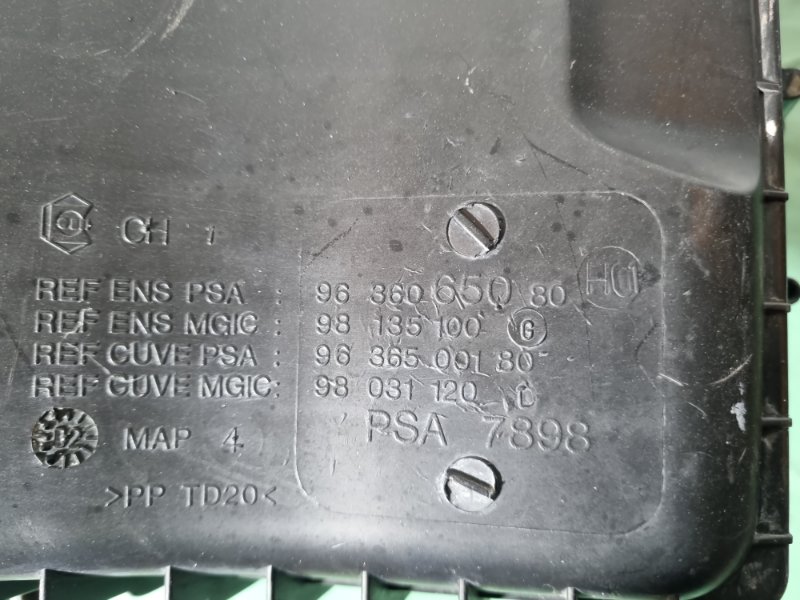 CH 1
REF ENS PSA : 96 360 650 80 H01
REF ENS MGIC : 98 135 100 G
REF CUVE PSA : 96 365 001 80
REF CUVE MGIC : 98 031 120
PSA 7898
MAP 4
>PP TD20<